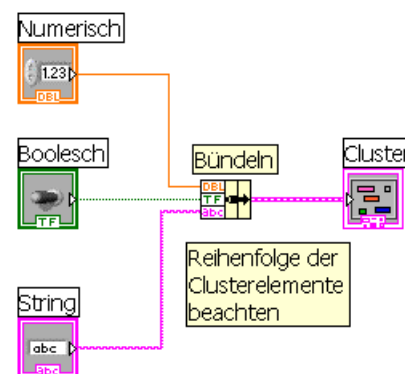 Numerisch
1.23
DBL
Boolesch
TF
Bündeln
DBL
TF
abc
Cluster
Reihenfolge der
Clusterelemente
beachten
String
abc
abc